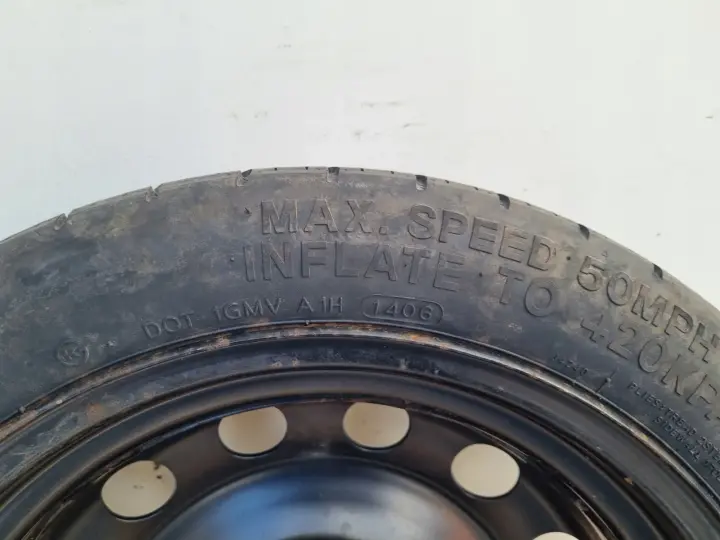 MAX. SPEED 50MPH
INFLATE TO 420KP
DOT 1GMV A1H 1406